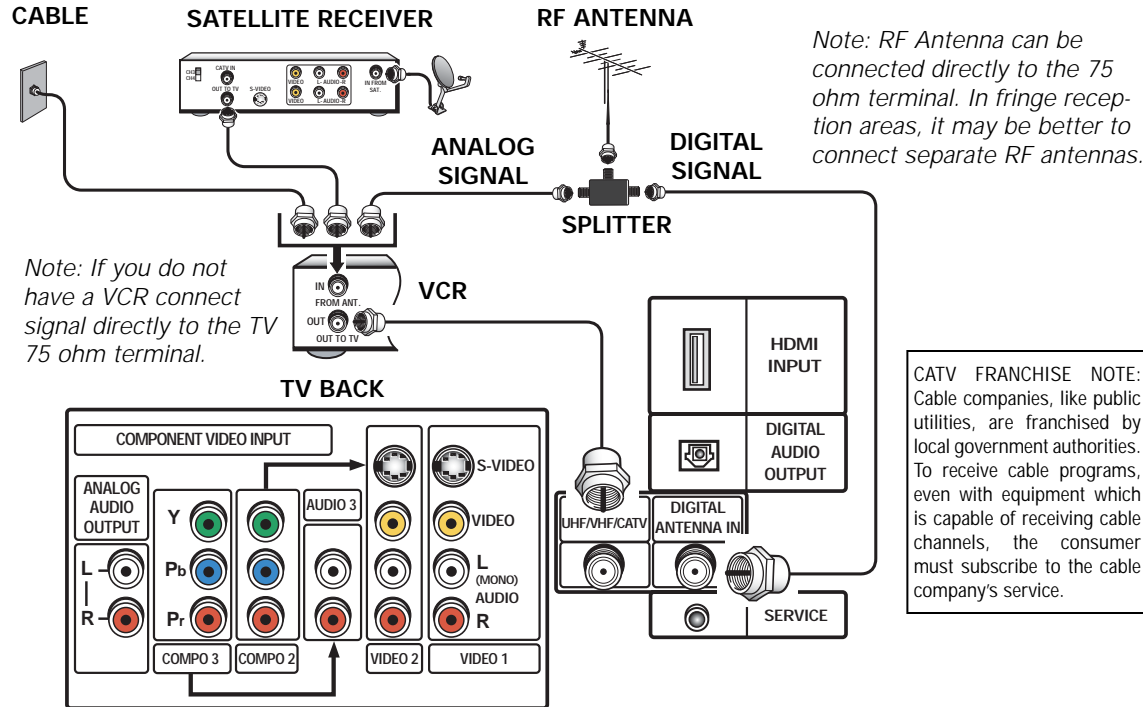 CABLE
SATELLITE RECEIVER
RF ANTENNA
Note: RF Antenna can be
connected directly to the 75
ohm terminal. In fringe recep-
tion areas, it may be better to
connect separate RF antennas.
CH3
CH4
CATV IN
OUT TO TV
S-VIDEO
VIDEO
L- AUDIO -R
VIDEO
L- AUDIO-R
IN FROM
SAT.
ANALOG
SIGNAL
DIGITAL
SIGNAL
SPLITTER
Note: If you do not
have a VCR connect
signal directly to the TV
75 ohm terminal.
IN
FROM ANT.
OUT
OUT TO TV
VCR
TV BACK
COMPONENT VIDEO INPUT
ANALOG
AUDIO
OUTPUT
L
R
Y
Pb
Pr
AUDIO 3
S-VIDEO
VIDEO
L
(MONO)
AUDIO
R
COMPO 3
COMPO 2
VIDEO 2
VIDEO 1
HDMI
INPUT
DIGITAL
AUDIO
OUTPUT
UHF/VHF/CATV
DIGITAL
ANTENNA IN
SERVICE
CATV FRANCHISE NOTE:
Cable companies, like public
utilities, are franchised by
local government authorities.
To receive cable programs,
even with equipment which
is capable of receiving cable
channels, the consumer
must subscribe to the cable
company's service.